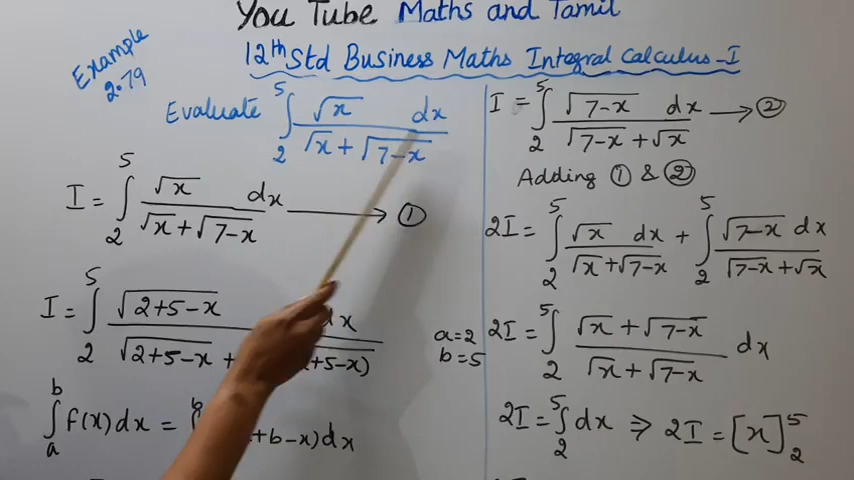 You Tube Maths and Tamil
12th Std Business Maths Integral Calculus - I
Example 2.79
Evaluate ∫₂⁵ √x / (√x + √(7-x)) dx
I = ∫₂⁵ √x / (√x + √(7-x)) dx → ①
I = ∫₂⁵ √(2+5-x) / (√(2+5-x) + +5-x)) dx
a=2
b=5
∫ₐᵇ f(x)dx = ∫ᵇ +b-x)dx
I = ∫₂⁵ √(7-x) / (√(7-x) + √x) dx → ②
Adding ① & ②
2I = ∫₂⁵ √x / (√x + √(7-x)) dx + ∫₂⁵ √(7-x) / (√(7-x) + √x) dx
2I = ∫₂⁵ (√x + √(7-x)) / (√x + √(7-x)) dx
2I = ∫₂⁵ dx ⇒ 2I = [x]₂⁵